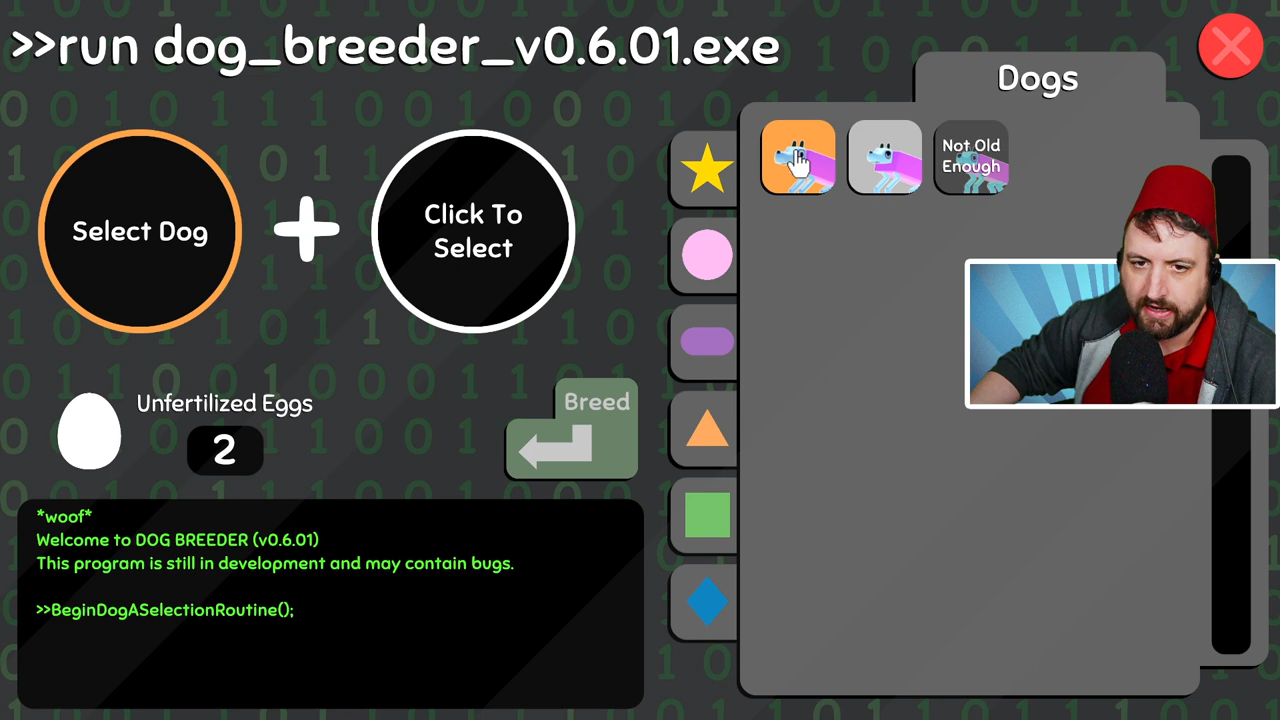 >>run dog_breeder_v0.6.01.exe
Dogs
Select Dog
Click To
Select
Not Old
Enough
Unfertilized Eggs
2
Breed
*woof*
Welcome to DOG BREEDER (v0.6.01)
This program is still in development and may contain bugs.
>>BeginDogASelectionRoutine();